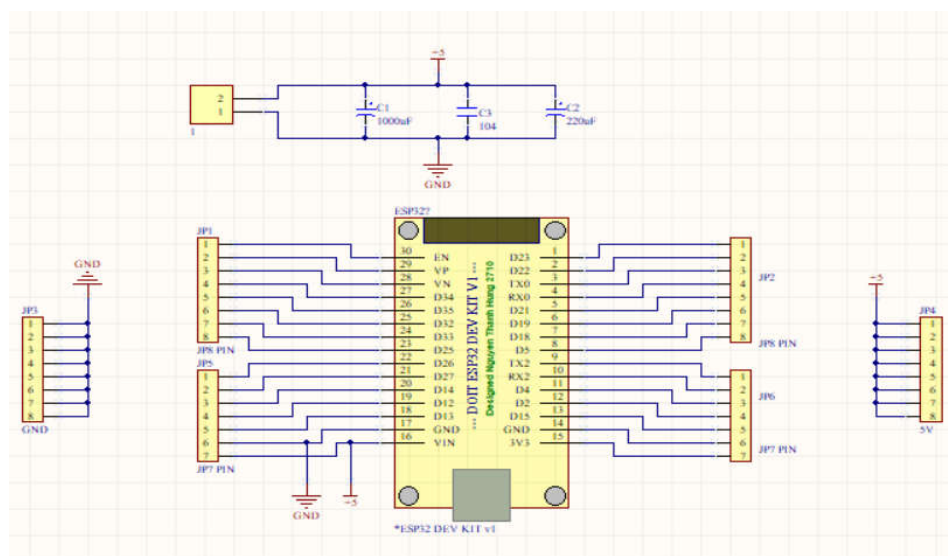 +5
2
1
1
C1
1000uF
C3
104
C2
220uF
GND
ESP32?
JP1
1
2
3
4
5
6
7
8
JP8 PIN
JP5
1
2
3
4
5
6
7
JP7 PIN
GND
JP3
1
2
3
4
5
6
7
8
GND
30 EN
29 VP
28 VN
27 D34
26 D35
25 D32
24 D33
23 D25
22 D26
21 D27
20 D14
19 D12
18 D13
17 GND
16 VIN
--- DOIT ESP32 DEV KIT V1 ---
Designed Nguyen Thanh Hung 2710
D23 1
D22 2
TX0 3
RX0 4
D21 5
D19 6
D18 7
D5 8
TX2 9
RX2 10
D4 11
D2 12
D15 13
GND 14
3V3 15
1
2
3
4
5
6
7
8
JP2
JP8 PIN
1
2
3
4
5
6
7
JP6
JP7 PIN
+5
JP4
1
2
3
4
5
6
7
8
5V
GND
+5
*ESP32 DEV KIT v1